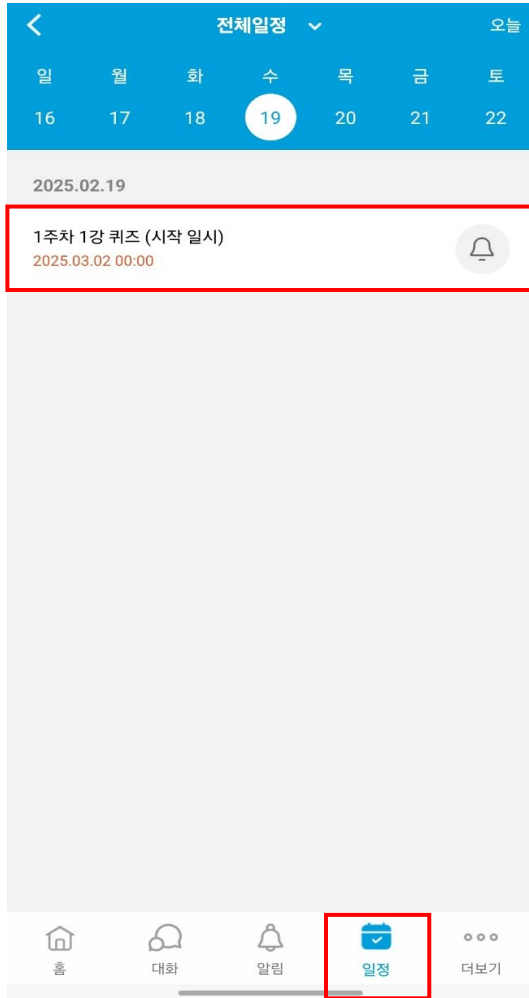 전체일정
오늘
일 월 화 수 목 금 토
16 17 18 19 20 21 22
2025.02.19
1주차 1강 퀴즈 (시작 일시)
2025.03.02 00:00
홈 대화 알림 일정 더보기